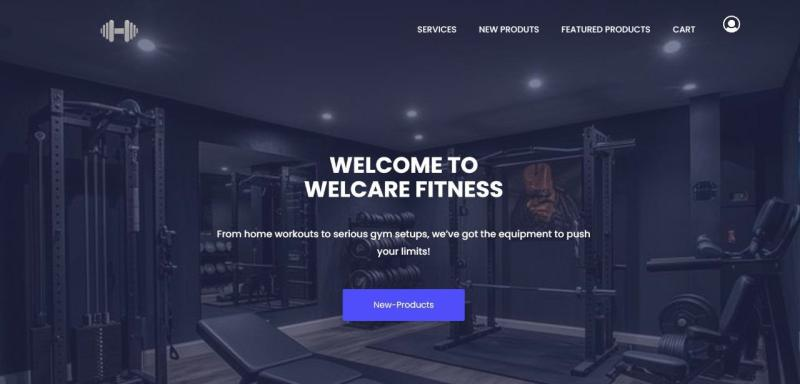 SERVICES NEW PRODUTS FEATURED PRODUCTS CART
WELCOME TO
WELCARE FITNESS
From home workouts to serious gym setups, we've got the equipment to push
your limits!
New-Products